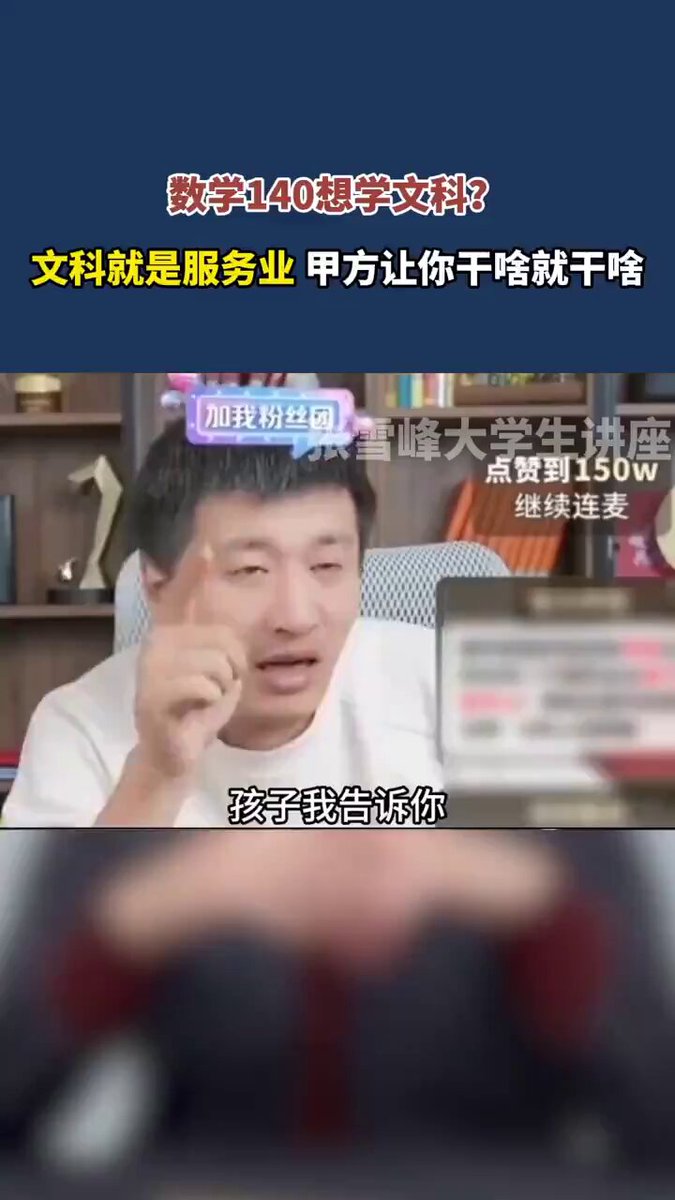 数学140想学文科？
文科就是服务业 甲方让你干啥就干啥
加我粉丝团
张雪峰大学生讲座
点赞到150w
继续连麦
孩子我告诉你